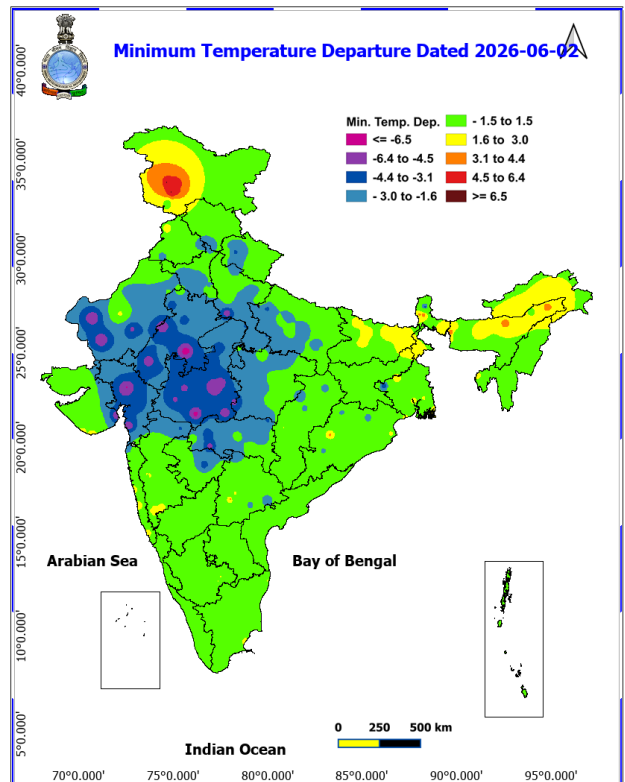 Minimum Temperature Departure Dated 2026-06-02
Min. Temp. Dep.
<= -6.5
-6.4 to -4.5
-4.4 to -3.1
- 3.0 to -1.6
- 1.5 to 1.5
1.6 to 3.0
3.1 to 4.4
4.5 to 6.4
>= 6.5
40°0.000'
35°0.000'
30°0.000'
25°0.000'
20°0.000'
15°0.000'
10°0.000'
5°0.000'
Arabian Sea
Bay of Bengal
0 250 500 km
Indian Ocean
70°0.000' 75°0.000' 80°0.000' 85°0.000' 90°0.000' 95°0.000'